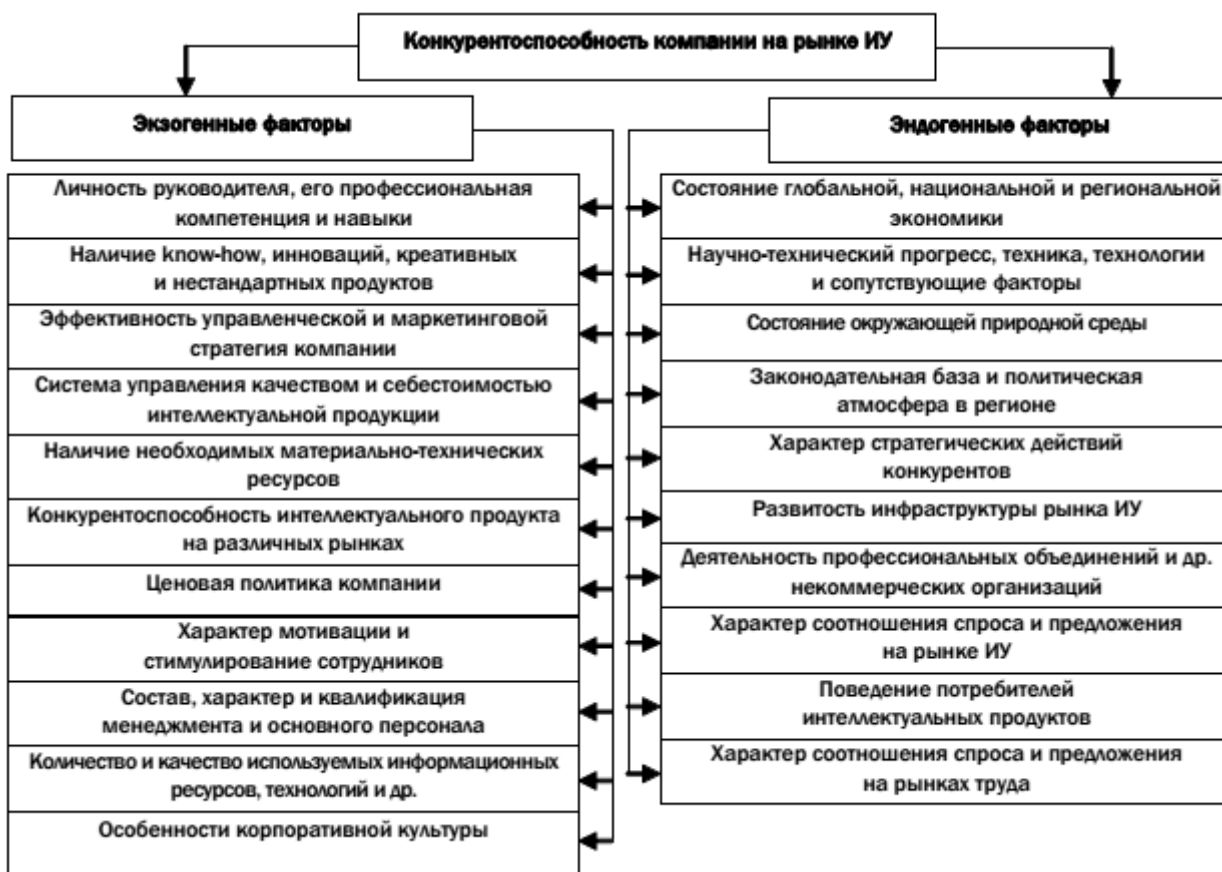 Конкурентоспособность компании на рынке ИУ
Экзогенные факторы
Личность руководителя, его профессиональная
компетенция и навыки
Наличие know-how, инноваций, креативных
и нестандартных продуктов
Эффективность управленческой и маркетинговой
стратегия компании
Система управления качеством и себестоимостью
интеллектуальной продукции
Наличие необходимых материально-технических
ресурсов
Конкурентоспособность интеллектуального продукта
на различных рынках
Ценовая политика компании
Характер мотивации и
стимулирование сотрудников
Состав, характер и квалификация
менеджмента и основного персонала
Количество и качество используемых информационных
ресурсов, технологий и др.
Особенности корпоративной культуры
Эндогенные факторы
Состояние глобальной, национальной и региональной
экономики
Научно-технический прогресс, техника, технологии
и сопутствующие факторы
Состояние окружающей природной среды
Законодательная база и политическая
атмосфера в регионе
Характер стратегических действий
конкурентов
Развитость инфраструктуры рынка ИУ
Деятельность профессиональных объединений и др.
некоммерческих организаций
Характер соотношения спроса и предложения
на рынке ИУ
Поведение потребителей
интеллектуальных продуктов
Характер соотношения спроса и предложения
на рынках труда